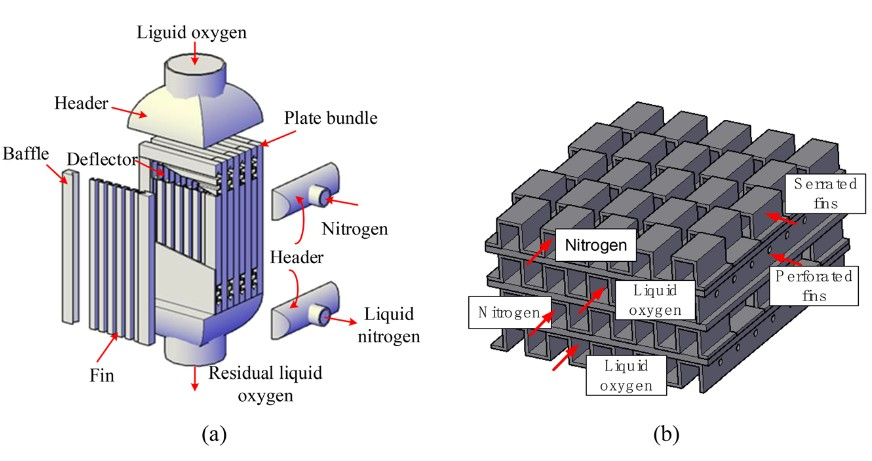 Liguid oxygen
Header
Plate bundle
Baffle
Deflector
Nitrogen
Header
Liquid
nitrogen
Fin
Residual liquid
oxygen
(a)
Serrated
fins
Nitrogen
Perforated
fins
Liquid
oxygen
Nitrogen
Liquid
oxygen
(b)